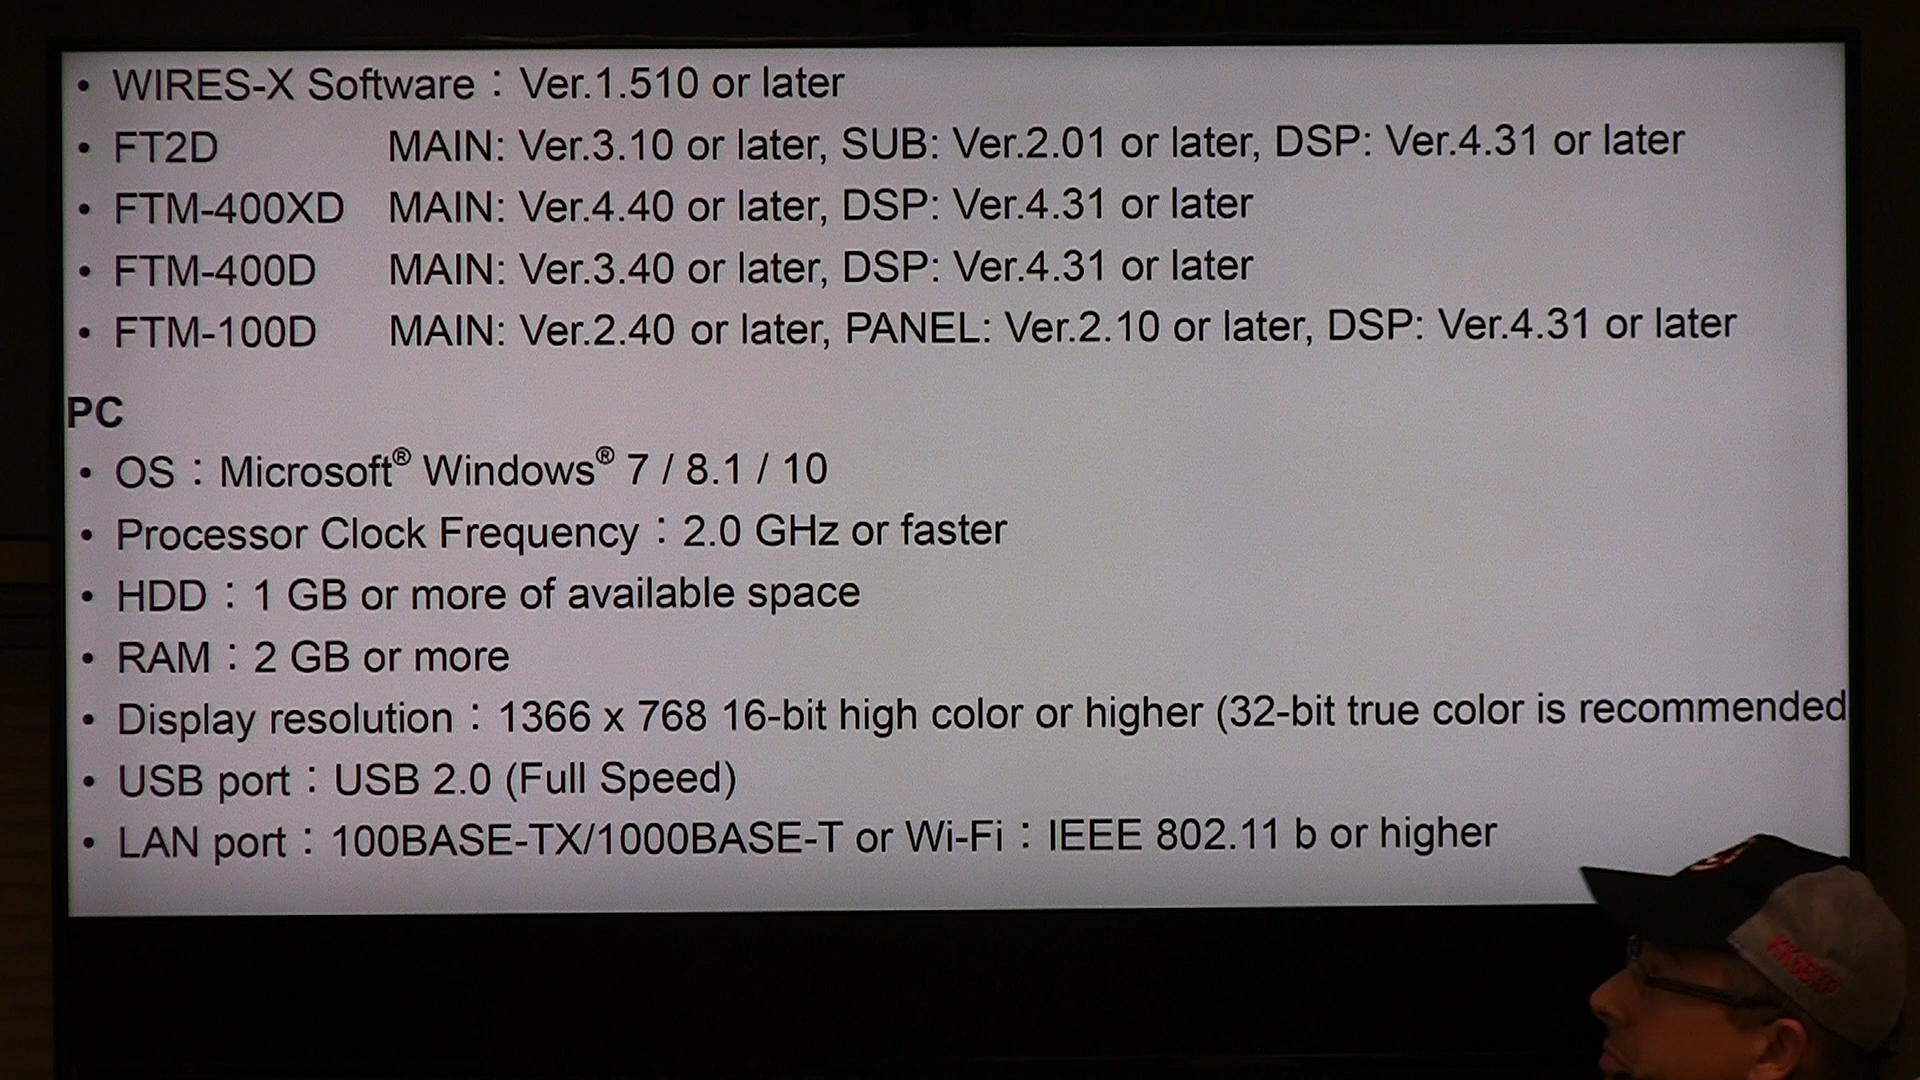 • WIRES-X Software：Ver.1.510 or later
• FT2D MAIN: Ver.3.10 or later, SUB: Ver.2.01 or later, DSP: Ver.4.31 or later
• FTM-400XD MAIN: Ver.4.40 or later, DSP: Ver.4.31 or later
• FTM-400D MAIN: Ver.3.40 or later, DSP: Ver.4.31 or later
• FTM-100D MAIN: Ver.2.40 or later, PANEL: Ver.2.10 or later, DSP: Ver.4.31 or later
PC
• OS：Microsoft® Windows® 7 / 8.1 / 10
• Processor Clock Frequency：2.0 GHz or faster
• HDD：1 GB or more of available space
• RAM：2 GB or more
• Display resolution：1366 x 768 16-bit high color or higher (32-bit true color is recommended
• USB port：USB 2.0 (Full Speed)
• LAN port：100BASE-TX/1000BASE-T or Wi-Fi：IEEE 802.11 b or higher